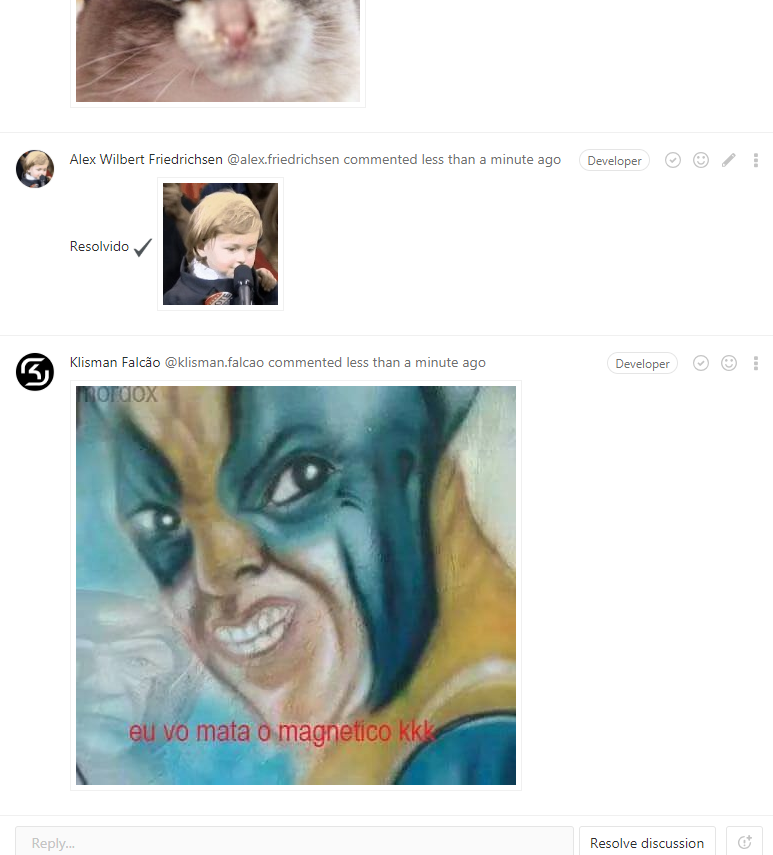 Alex Wilbert Friedrichsen @alex.friedrichsen commented less than a minute ago Developer
Resolvido ✓
Klisman Falcão @klisman.falcao commented less than a minute ago Developer
mordox
eu vo mata o magnetico kkk
Reply... Resolve discussion